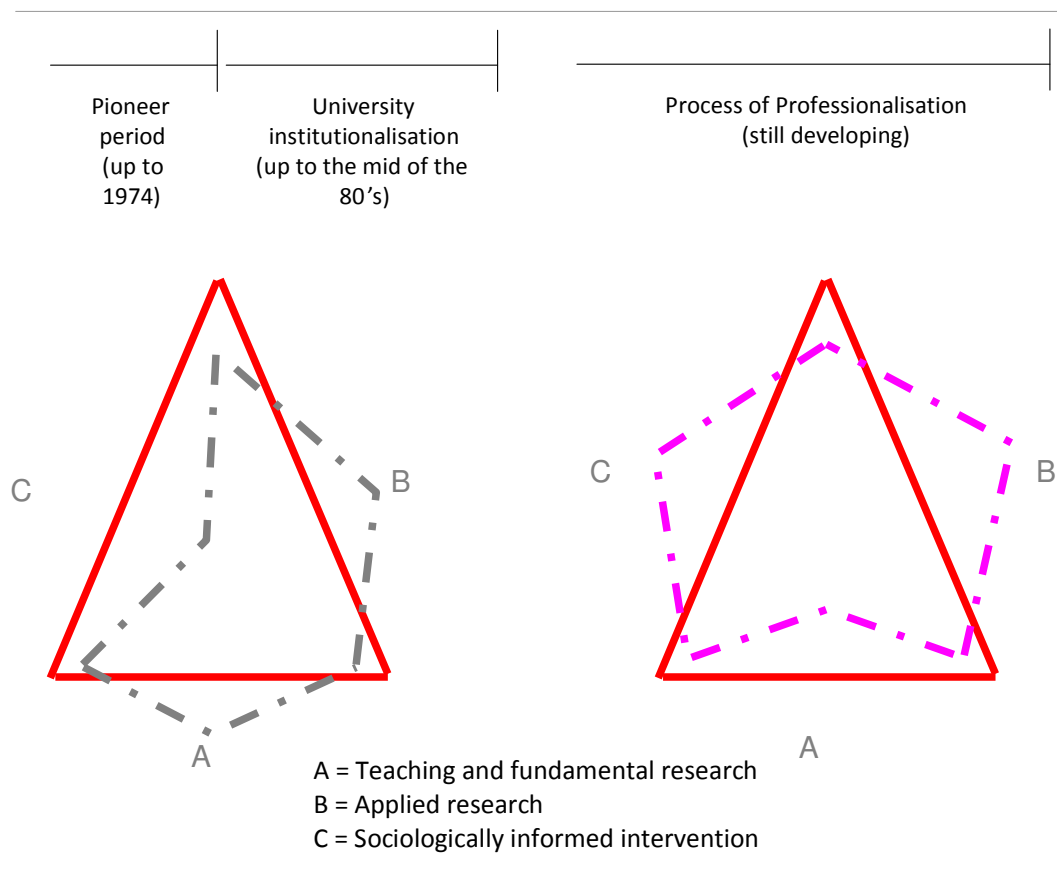 Pioneer
period
(up to
1974)
University
institutionalisation
(up to the mid of the
80’s)
Process of Professionalisation
(still developing)
C
B
A
C
B
A
A = Teaching and fundamental research
B = Applied research
C = Sociologically informed intervention